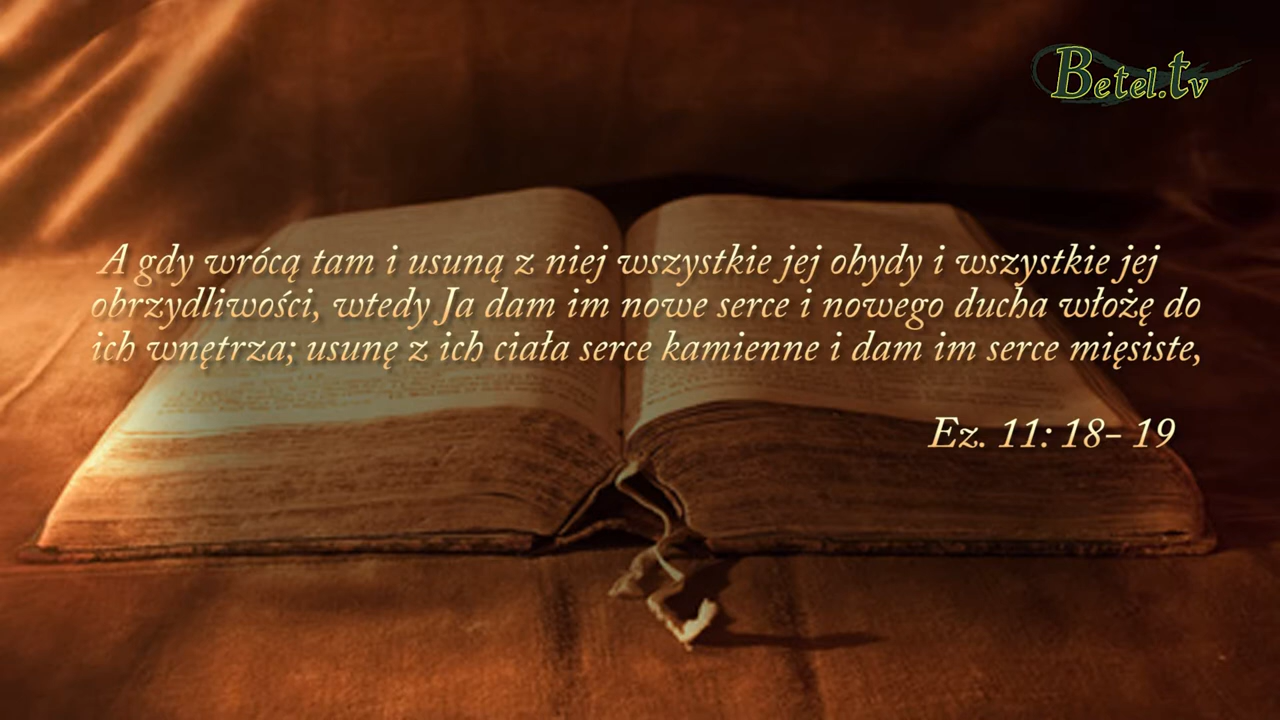 Betel.tv
A gdy wrócą tam i usuną z niej wszystkie jej ohydy i wszystkie jej
obrzydliwości, wtedy Ja dam im nowe serce i nowego ducha włożę do
ich wnętrza; usunę z ich ciała serce kamienne i dam im serce mięsiste,
Ez. 11: 18- 19